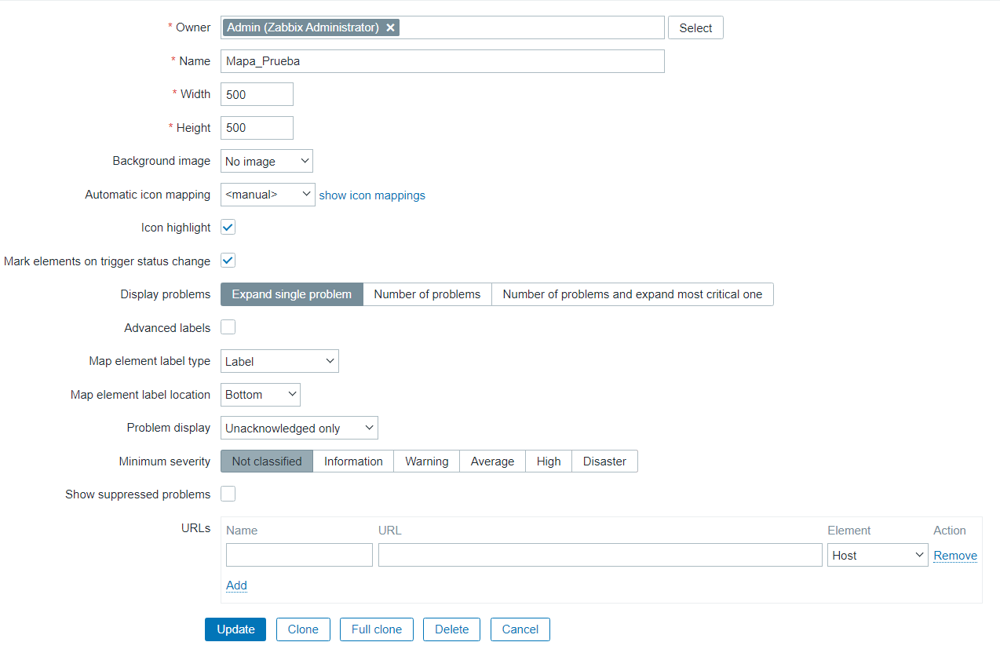 * Owner Admin (Zabbix Administrator) × Select
* Name Mapa_Prueba
* Width 500
* Height 500
Background image No image
Automatic icon mapping <manual> show icon mappings
Icon highlight
Mark elements on trigger status change
Display problems Expand single problem Number of problems Number of problems and expand most critical one
Advanced labels
Map element label type Label
Map element label location Bottom
Problem display Unacknowledged only
Minimum severity Not classified Information Warning Average High Disaster
Show suppressed problems
URLs Name URL Element Action
Host Remove
Add
Update Clone Full clone Delete Cancel